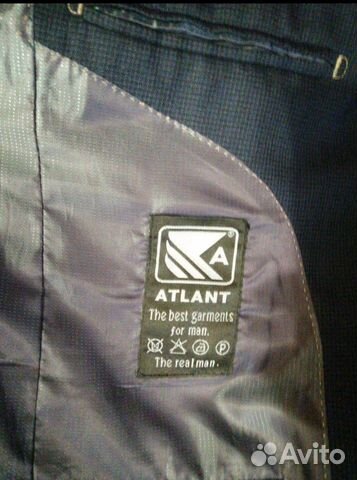 A ®
ATLANT
The best garments
for man.
P
The real man.
Avito